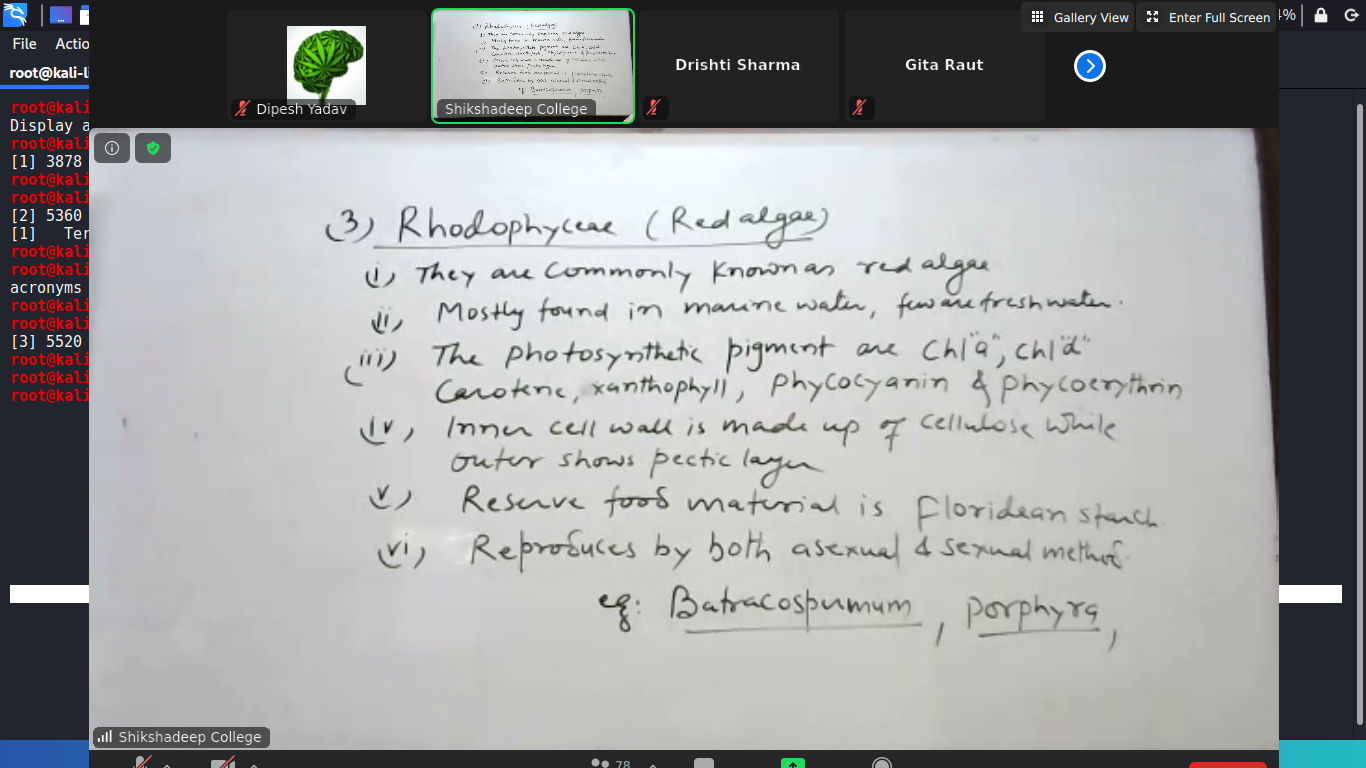 Gallery View
Enter Full Screen
4%
File Actio
root@kali-li
Dipesh Yadav
Shikshadeep College
Drishti Sharma
Gita Raut
root@kali
Display a
root@kali
[1] 3878
root@kali
root@kali
[2] 5360
[1] Ter
root@kali
root@kali
acronyms
root@kali
root@kali
[3] 5520
root@kali
root@kali
root@kali
(3) Rhodophyceae (Red algae)
(i) They are commonly known as red algae
(ii) Mostly found in marine water, few are fresh water.
(iii) The photosynthetic pigment are Chl "a", Chl "d"
Carotene, xanthophyll, phycocyanin & phycoerythrin
(iv) Inner cell wall is made up of cellulose while
outer shows pectic layer
(v) Reserve food material is Floridean starch.
(vi) Reproduces by both asexual & sexual method
eg: Batracospermum, porphyra,
Shikshadeep College
78